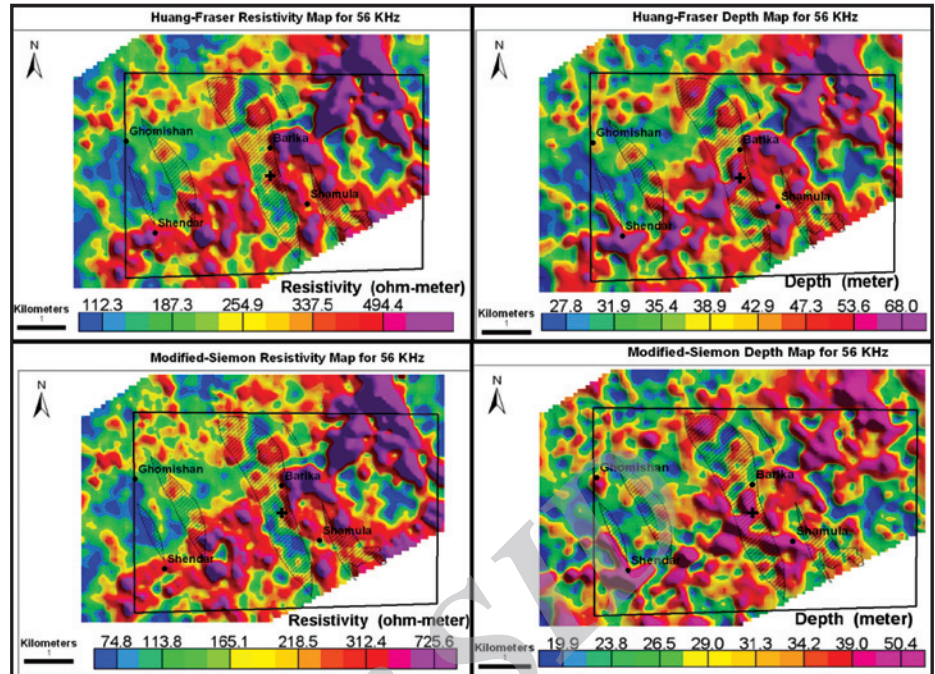 Huang-Fraser Resistivity Map for 56 KHz
N
Ghomishan
Barika
Shamula
Shendar
Resistivity (ohm-meter)
Kilometers
1
112.3 187.3 254.9 337.5 494.4
Huang-Fraser Depth Map for 56 KHz
N
Ghomishan
Barika
Shamula
Shendar
Depth (meter)
Kilometers
1
27.8 31.9 35.4 38.9 42.9 47.3 53.6 68.0
Modified-Siemon Resistivity Map for 56 KHz
N
Ghomishan
Barika
Shamula
Shendar
Resistivity (ohm-meter)
Kilometers
1
74.8 113.8 165.1 218.5 312.4 725.6
Modified-Siemon Depth Map for 56 KHz
N
Ghomishan
Barika
Shamula
Shendar
Depth (meter)
Kilometers
1
19.9 23.8 26.5 29.0 31.3 34.2 39.0 50.4